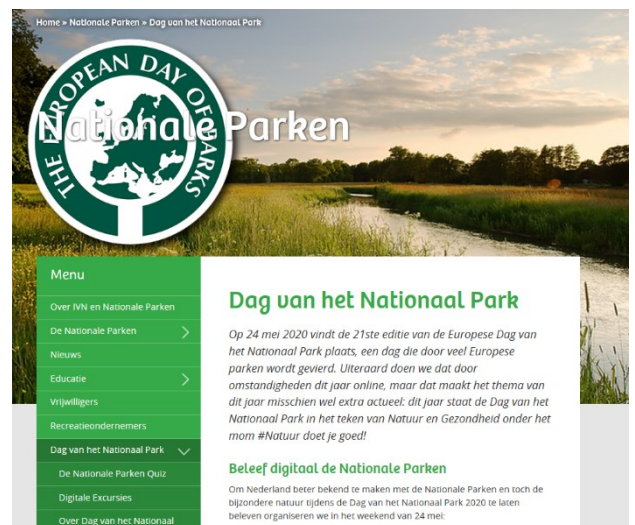 Home » Nationale Parken » Dag van het Nationaal Park
THE EUROPEAN DAY OF PARKS
Nationale Parken
Menu
Over IVN en Nationale Parken
De Nationale Parken
Nieuws
Educatie
Vrijwilligers
Recreatieondernemers
Dag van het Nationaal Park
De Nationale Parken Quiz
Digitale Excursies
Over Dag van het Nationaal
Dag van het Nationaal Park
Op 24 mei 2020 vindt de 21ste editie van de Europese Dag van
het Nationaal Park plaats, een dag die door veel Europese
parken wordt gevierd. Uiteraard doen we dat door
omstandigheden dit jaar online, maar dat maakt het thema van
dit jaar misschien wel extra actueel: dit jaar staat de Dag van het
Nationaal Park in het teken van Natuur en Gezondheid onder het
mom #Natuur doet je goed!
Beleef digitaal de Nationale Parken
Om Nederland beter bekend te maken met de Nationale Parken en toch de
bijzondere natuur tijdens de Dag van het Nationaal Park 2020 te laten
beleven organiseren we in het weekend van 24 mei: